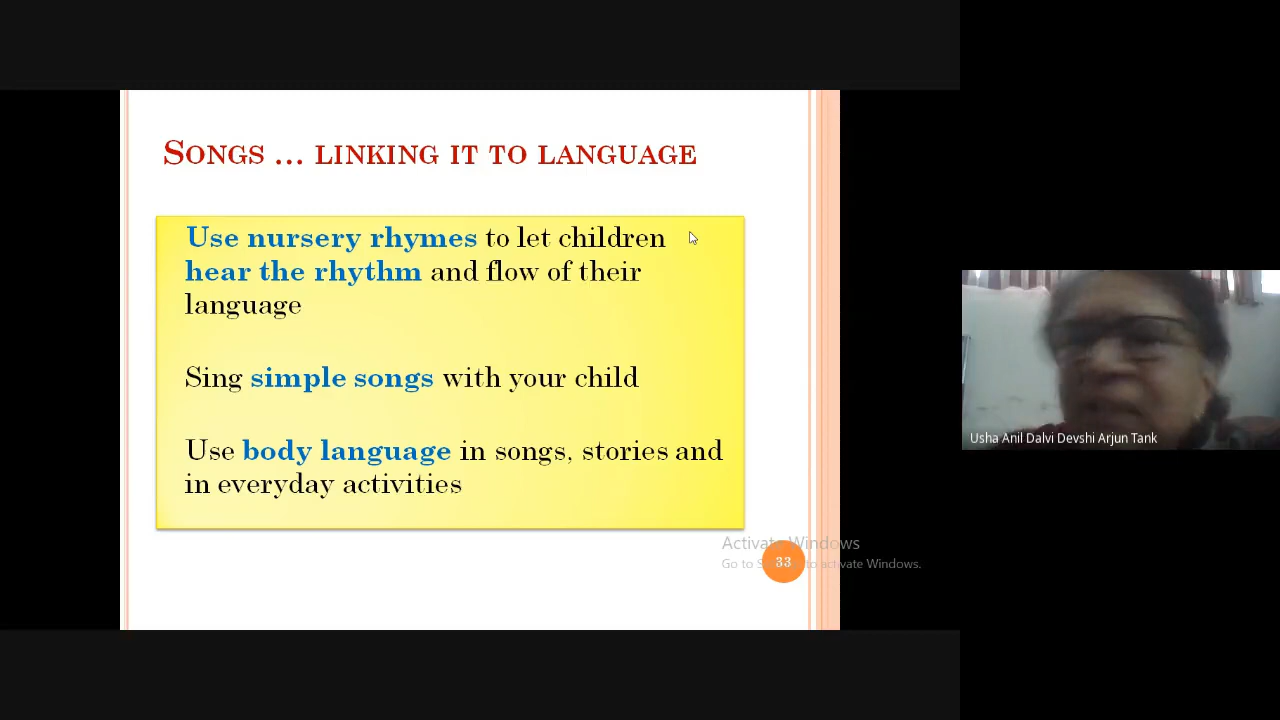 Songs ... linking it to language
Use nursery rhymes to let children
hear the rhythm and flow of their
language
Sing simple songs with your child
Use body language in songs, stories and
in everyday activities
Usha Anil Dalvi Devshi Arjun Tank
Activate Windows
33
Go to S to activate Windows.